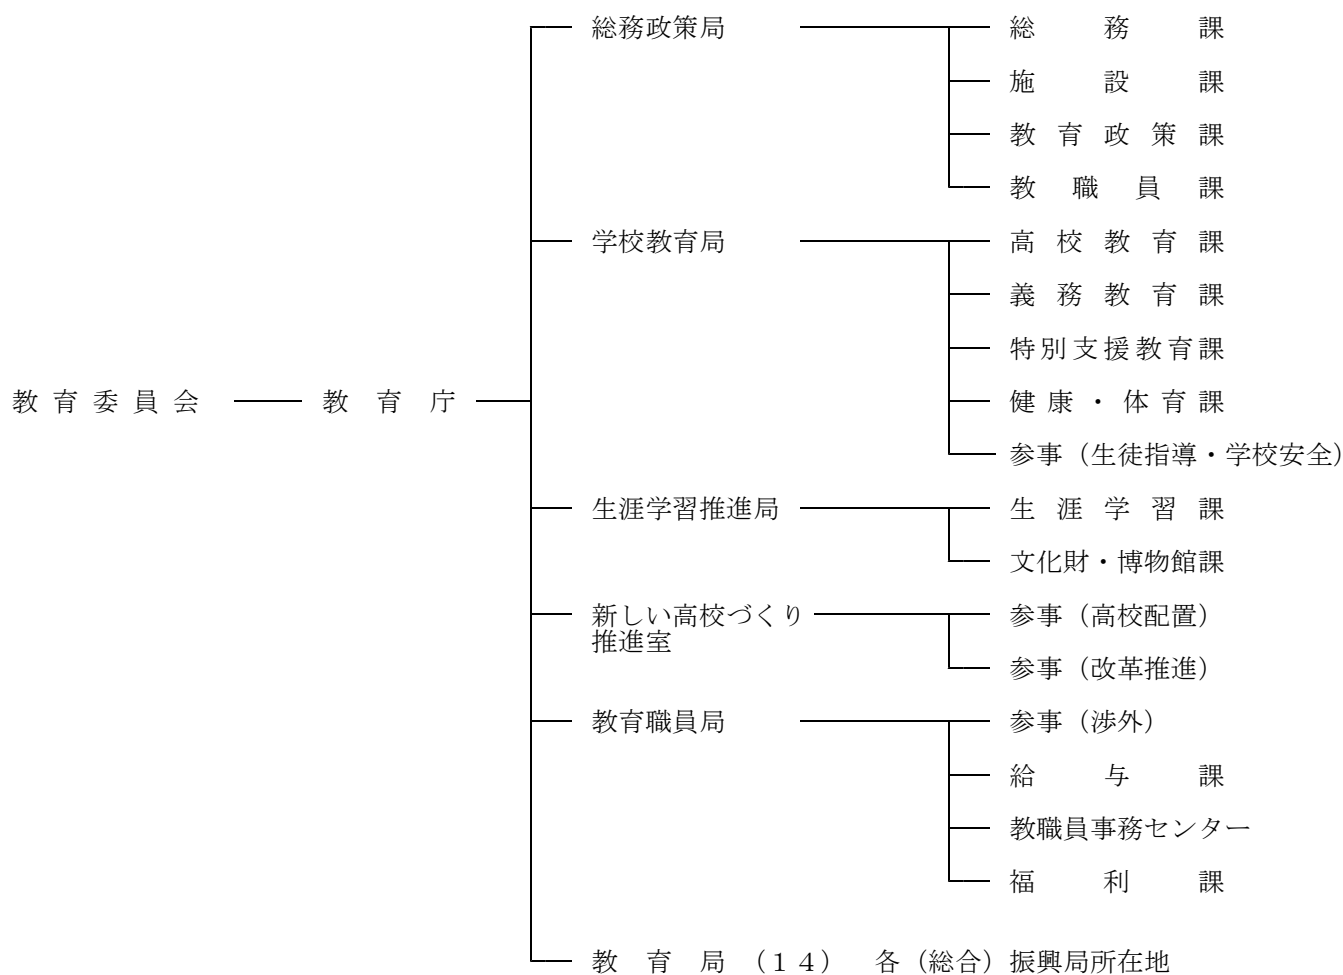 総務政策局 総務課
施設課
教育政策課
教職員課
学校教育局 高校教育課
義務教育課
特別支援教育課
教育委員会 教育庁 健康・体育課
参事（生徒指導・学校安全）
生涯学習推進局 生涯学習課
文化財・博物館課
新しい高校づくり 参事（高校配置）
推進室
参事（改革推進）
教育職員局 参事（渉外）
給与課
教職員事務センター
福利課
教育局（１４） 各（総合）振興局所在地